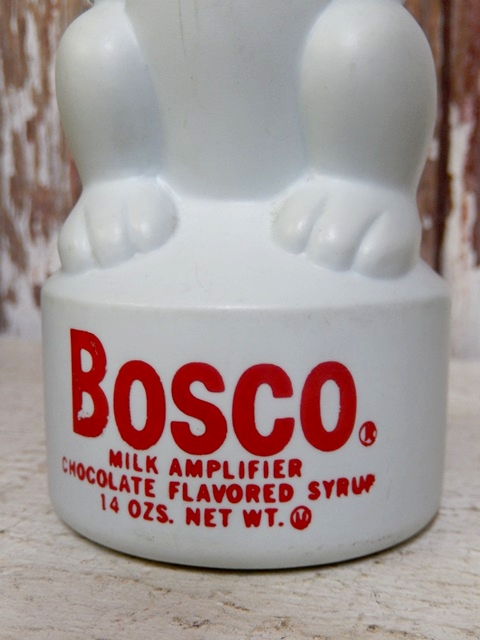 BOSCO.®
MILK AMPLIFIER
CHOCOLATE FLAVORED SYRUP
14 OZS. NET WT.